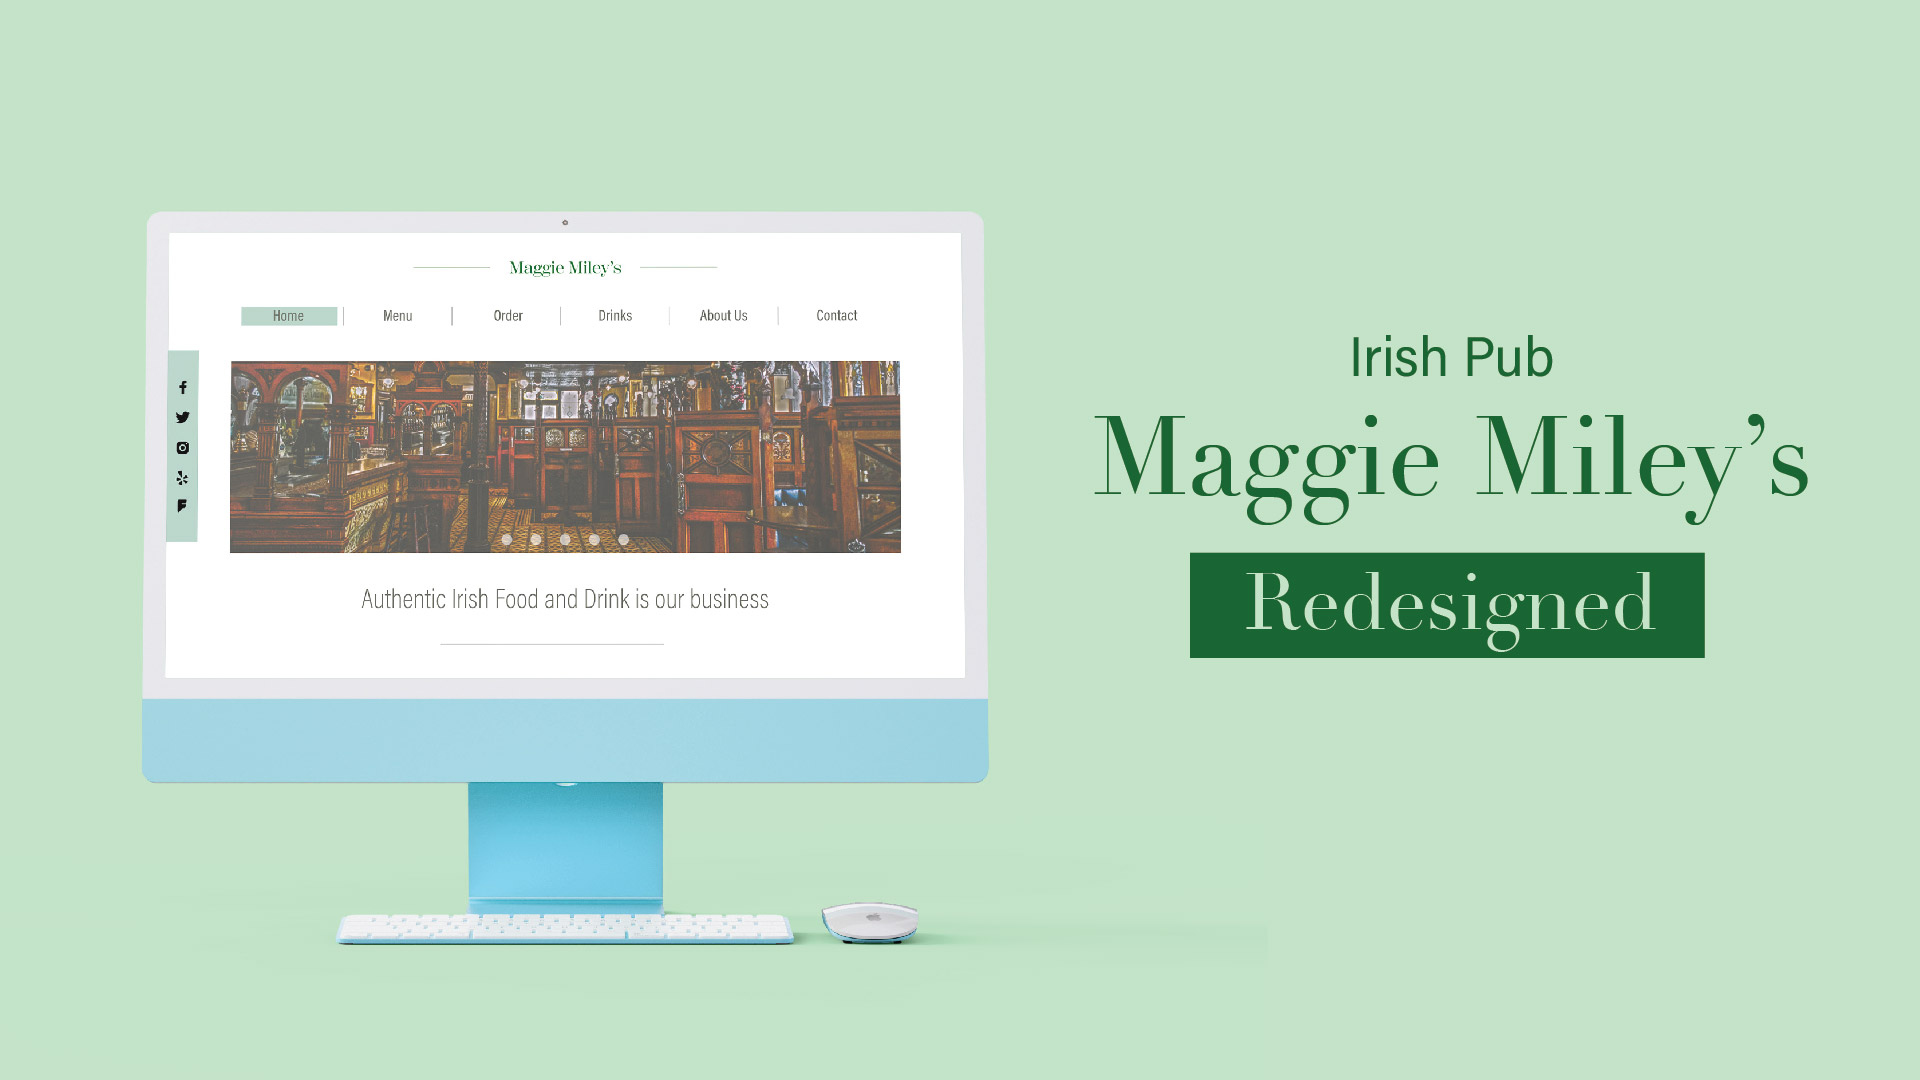 Maggie Miley’s
Home
Menu
Order
Drinks
About Us
Contact
Authentic Irish Food and Drink is our business
Irish Pub
Maggie Miley’s
Redesigned